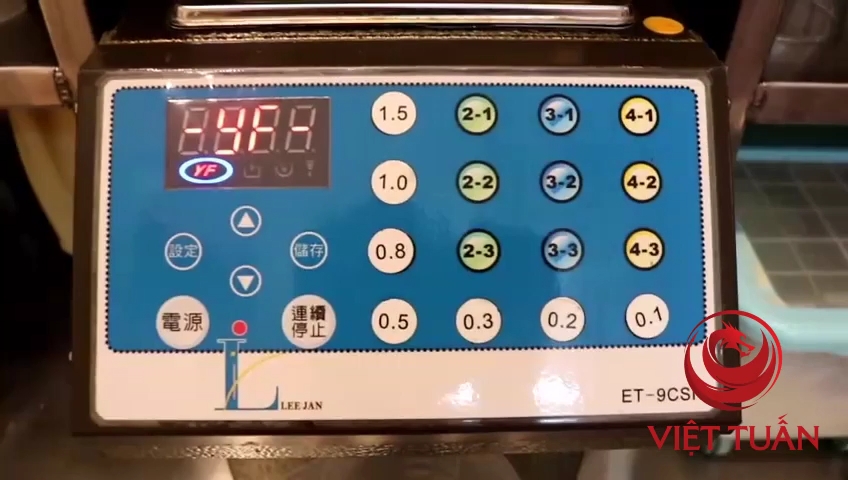 -YF-
YF
1.5 2-1 3-1 4-1
1.0 2-2 3-2 4-2
設定 儲存 0.8 2-3 3-3 4-3
電源 連續停止 0.5 0.3 0.2 0.1
LEE JAN
ET-9CS
VIỆT TUẤN